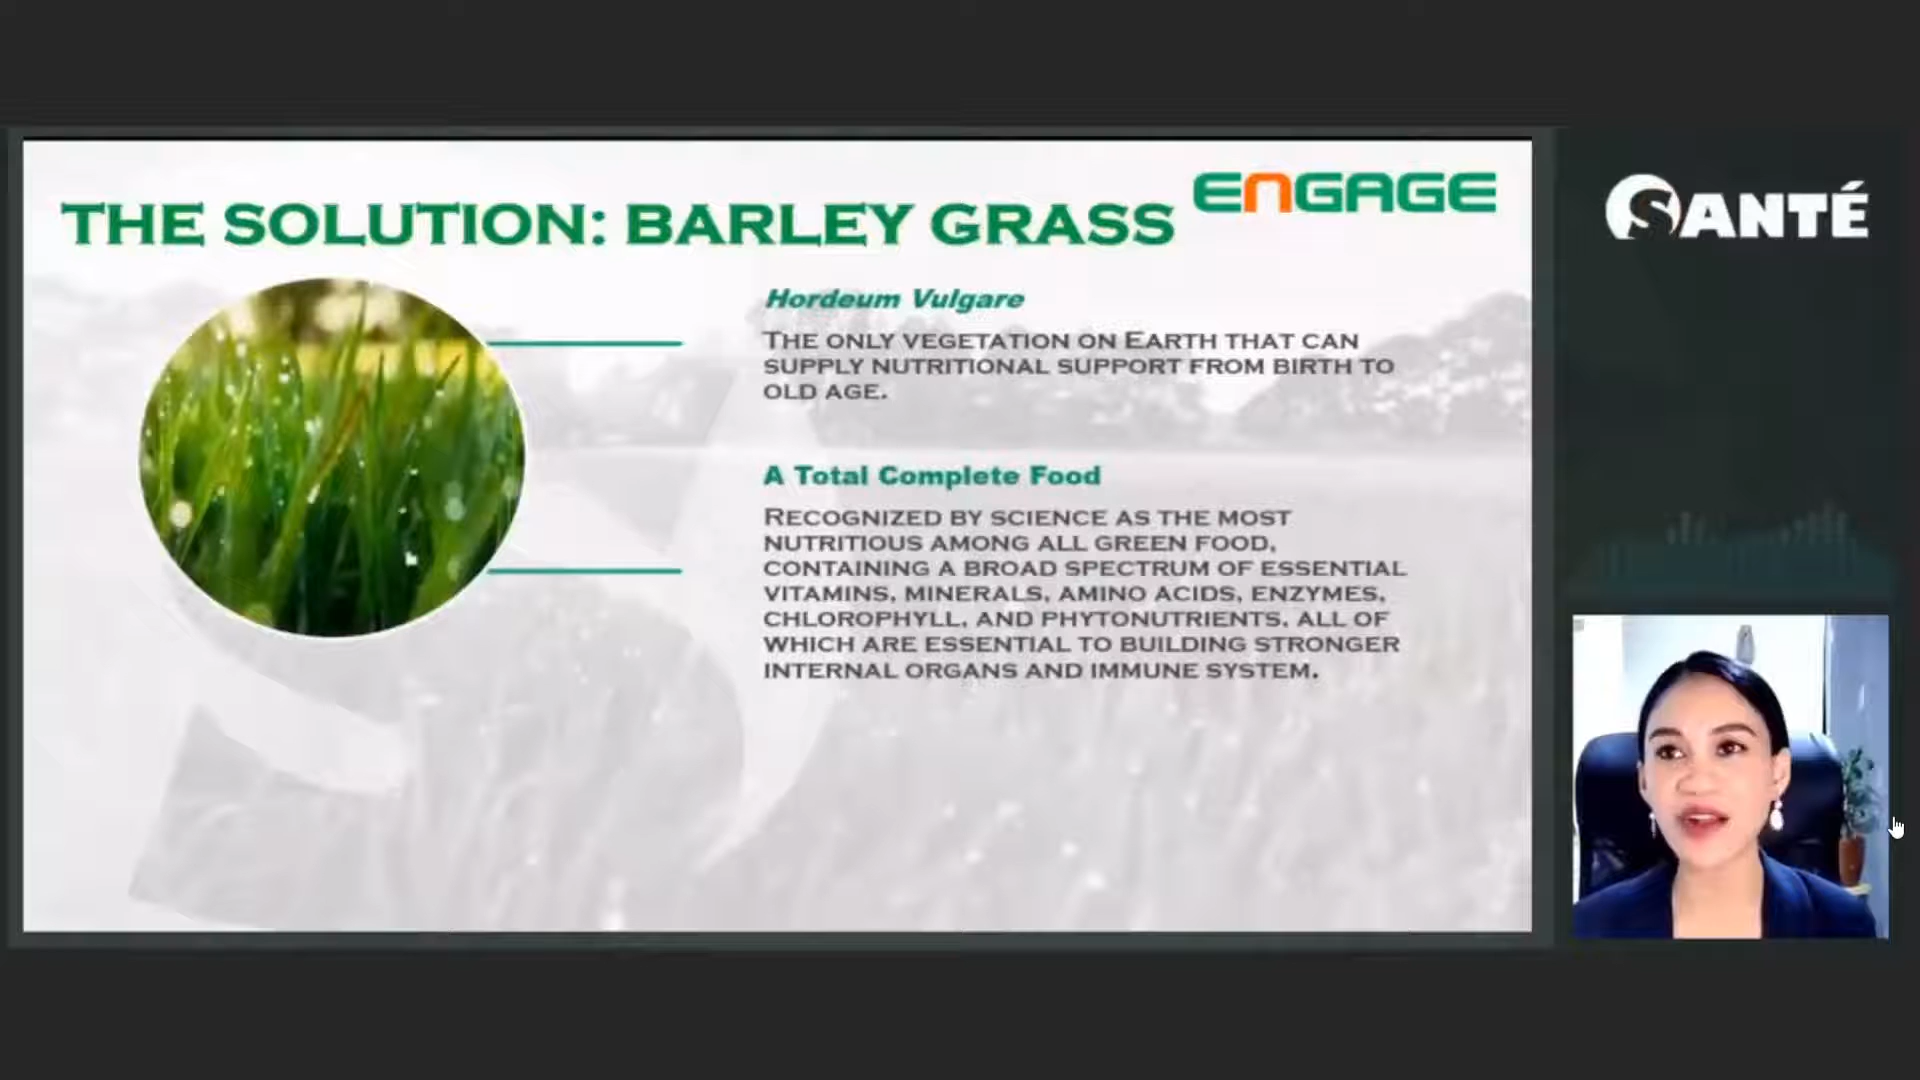 ENGAGE
THE SOLUTION: BARLEY GRASS
SANTÉ
Hordeum Vulgare
THE ONLY VEGETATION ON EARTH THAT CAN
SUPPLY NUTRITIONAL SUPPORT FROM BIRTH TO
OLD AGE.
A Total Complete Food
RECOGNIZED BY SCIENCE AS THE MOST
NUTRITIOUS AMONG ALL GREEN FOOD,
CONTAINING A BROAD SPECTRUM OF ESSENTIAL
VITAMINS, MINERALS, AMINO ACIDS, ENZYMES,
CHLOROPHYLL, AND PHYTONUTRIENTS, ALL OF
WHICH ARE ESSENTIAL TO BUILDING STRONGER
INTERNAL ORGANS AND IMMUNE SYSTEM.